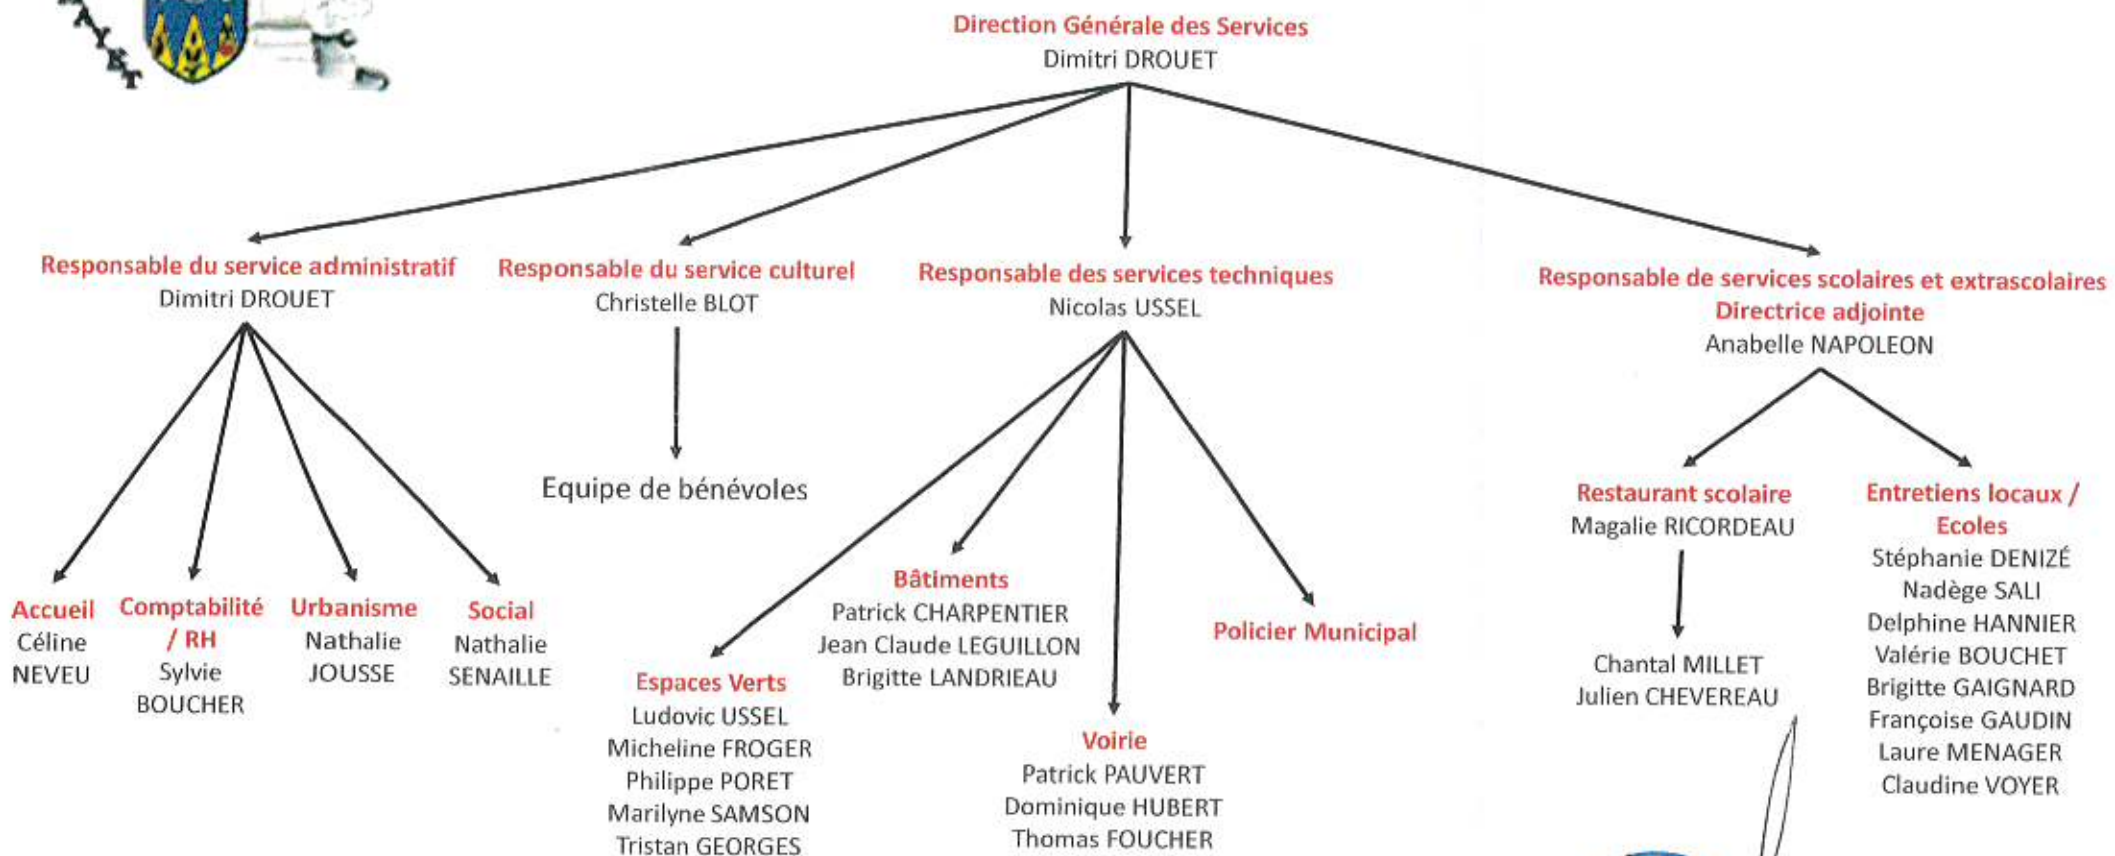 AYET
Direction Générale des Services
Dimitri DROUET
Responsable du service administratif
Dimitri DROUET
Responsable du service culturel
Christelle BLOT
Responsable des services techniques
Nicolas USSEL
Responsable de services scolaires et extrascolaires
Directrice adjointe
Anabelle NAPOLEON
Equipe de bénévoles
Accueil
Céline
NEVEU
Comptabilité
/ RH
Sylvie
BOUCHER
Urbanisme
Nathalie
JOUSSE
Social
Nathalie
SENAILLE
Espaces Verts
Ludovic USSEL
Micheline FROGER
Philippe PORET
Marilyne SAMSON
Tristan GEORGES
Bâtiments
Patrick CHARPENTIER
Jean Claude LEGUILLON
Brigitte LANDRIEAU
Voirie
Patrick PAUVERT
Dominique HUBERT
Thomas FOUCHER
Policier Municipal
Restaurant scolaire
Magalie RICORDEAU
Chantal MILLET
Julien CHEVEREAU
Entretiens locaux /
Ecoles
Stéphanie DENIZÉ
Nadège SALI
Delphine HANNIER
Valérie BOUCHET
Brigitte GAIGNARD
Françoise GAUDIN
Laure MENAGER
Claudine VOYER